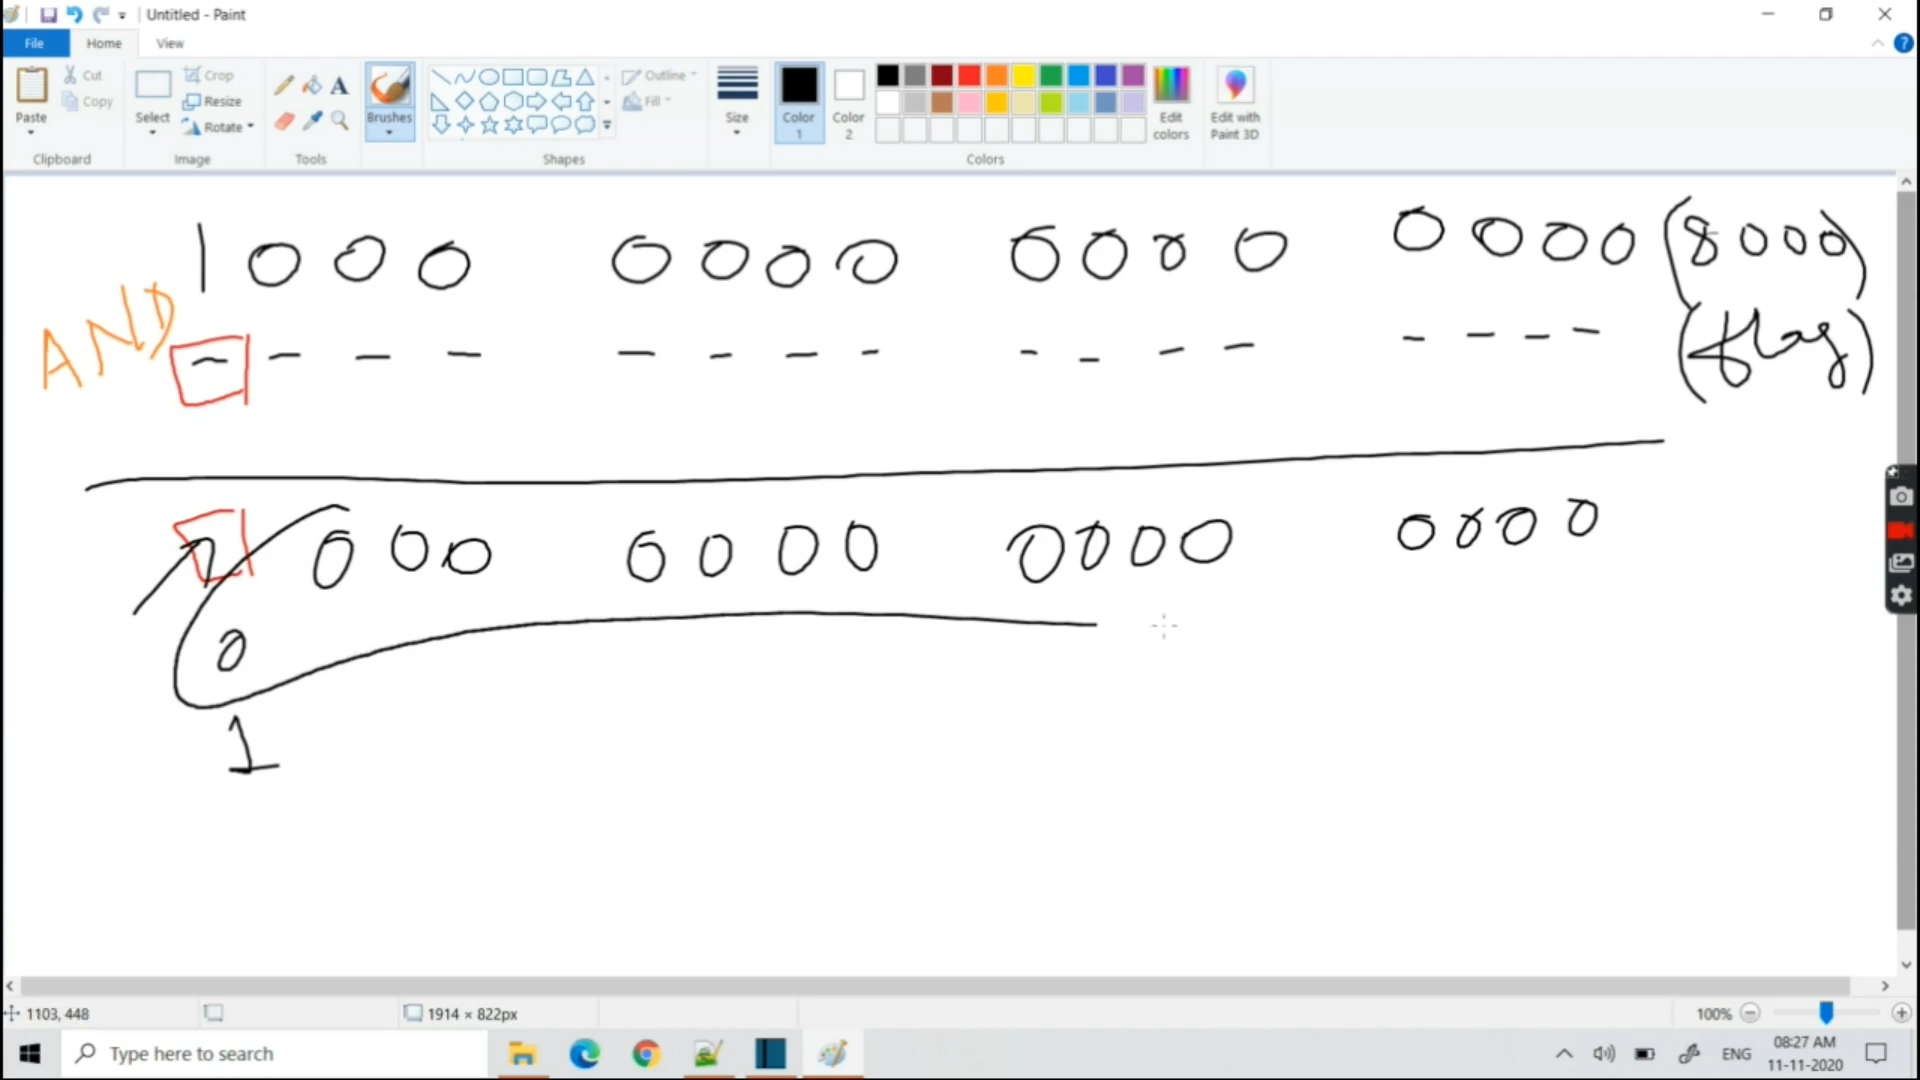 Untitled - Paint
File Home View
Cut
Copy
Paste
Clipboard
Crop
Resize
Rotate
Select
Image
Tools
Brushes
Outline
Fill
Shapes
Size
Color 1
Color 2
Edit colors
Edit with Paint 3D
Colors
1000 0000 0000 0000 (8000)
AND
- - - - - - - - - - - - - - - - (flag)
000 0000 0000 0000
0
1
1103, 448
1914 × 822px
100%
Type here to search
ENG
08:27 AM
11-11-2020